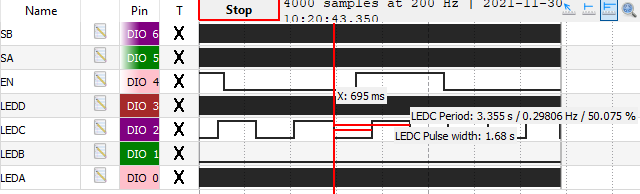 Name Pin T Stop 4000 samples at 200 Hz | 2021-11-30
10:20:43.350
SB DIO 6 X
SA DIO 5 X
EN DIO 4 X
X: 695 ms
LEDD DIO 3 X
LEDC Period: 3.355 s / 0.29806 Hz / 50.075 %
LEDC DIO 2 X
LEDC Pulse width: 1.68 s
LEDB DIO 1 X
LEDA DIO 0 X